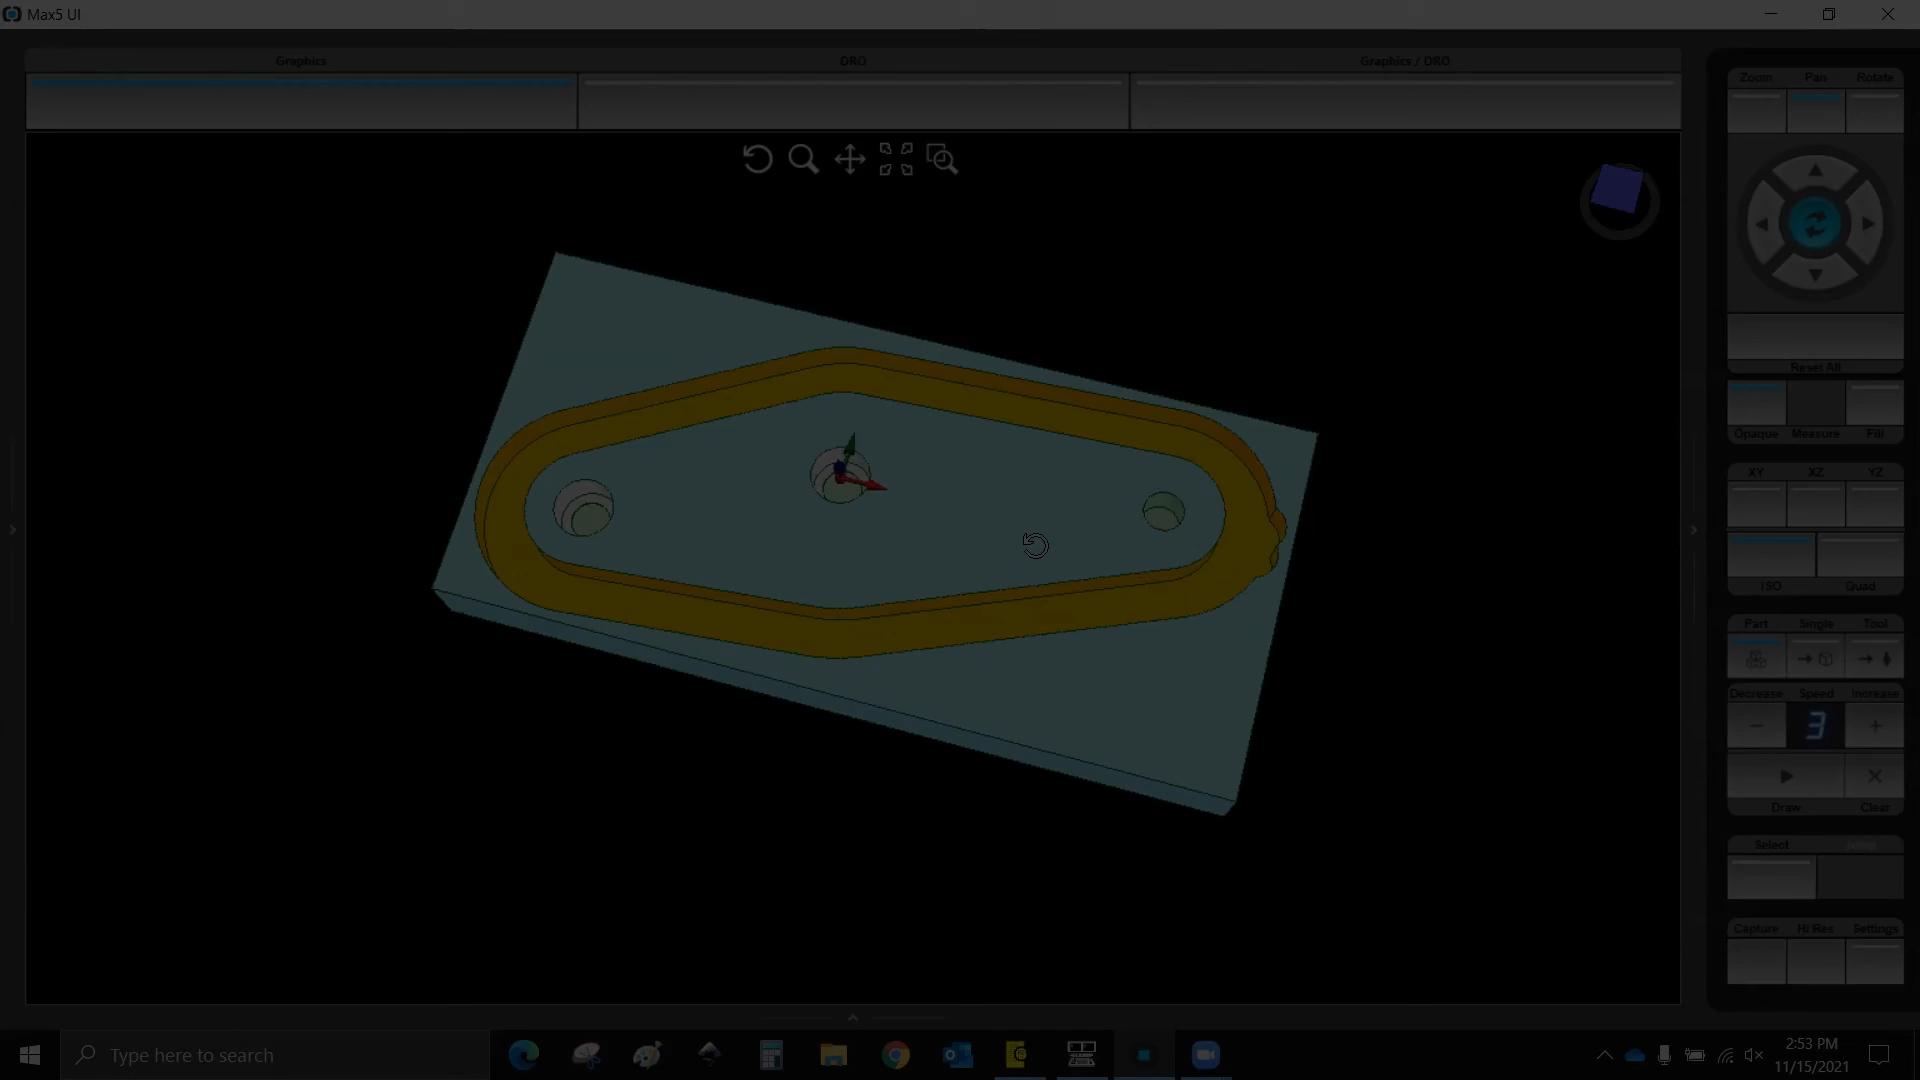 Max5 UI
Graphics DRO Graphics / DRO
Zoom Pan Rotate
Reset All
Opaque Measure Fill
XY XZ YZ
ISO Quad
Part Single Tool
Decrease Speed Increase
3
Draw Clear
Select
Capture Hi Res Settings
Type here to search
2:53 PM
11/15/2021